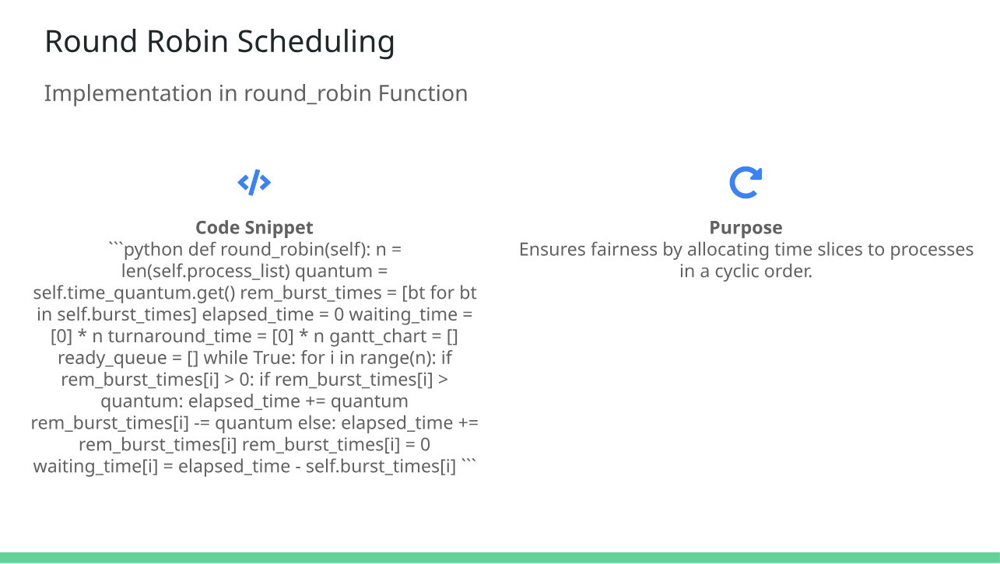 Round Robin Scheduling
Implementation in round_robin Function
Code Snippet
```python def round_robin(self): n =
len(self.process_list) quantum =
self.time_quantum.get() rem_burst_times = [bt for bt
in self.burst_times] elapsed_time = 0 waiting_time =
[0] * n turnaround_time = [0] * n gantt_chart = []
ready_queue = [] while True: for i in range(n): if
rem_burst_times[i] > 0: if rem_burst_times[i] >
quantum: elapsed_time += quantum
rem_burst_times[i] -= quantum else: elapsed_time +=
rem_burst_times[i] rem_burst_times[i] = 0
waiting_time[i] = elapsed_time - self.burst_times[i] ```
Purpose
Ensures fairness by allocating time slices to processes
in a cyclic order.